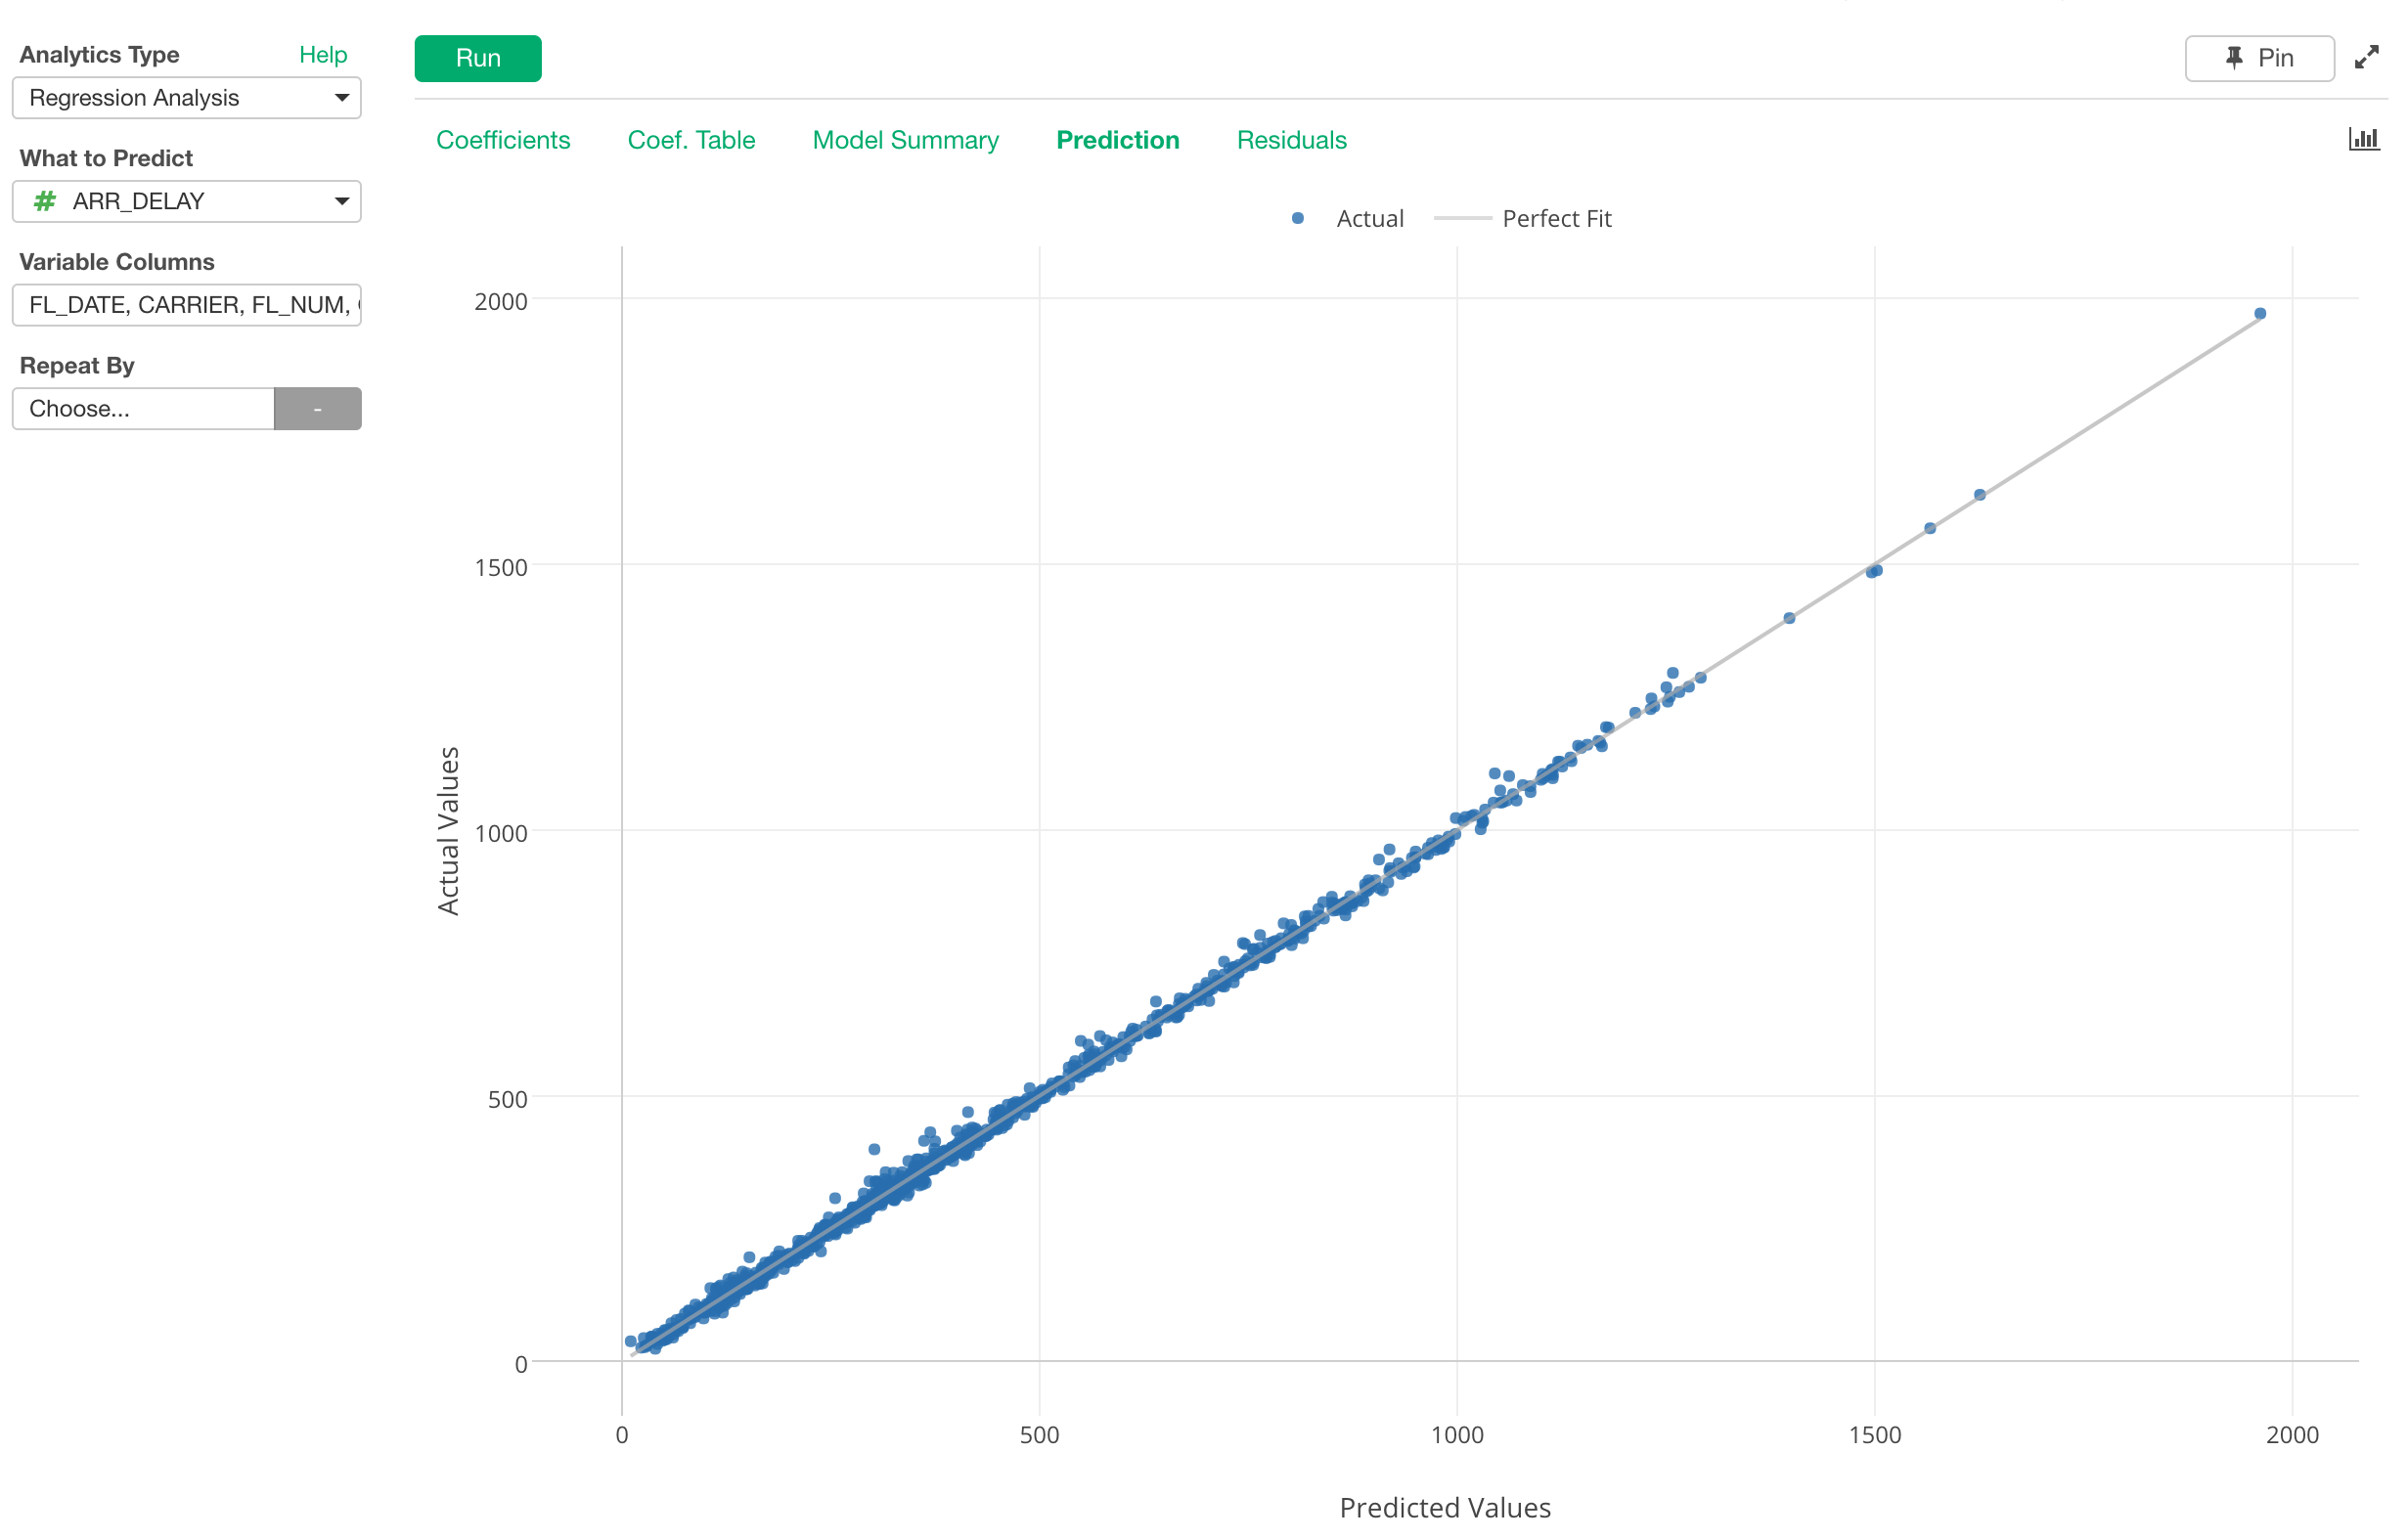 Analytics Type Help
Regression Analysis
What to Predict
# ARR_DELAY
Variable Columns
FL_DATE, CARRIER, FL_NUM,
Repeat By
Choose... -
Run
Pin
Coefficients Coef. Table Model Summary Prediction Residuals
Actual Perfect Fit
2000
1500
1000
500
0
Actual Values
0 500 1000 1500 2000
Predicted Values